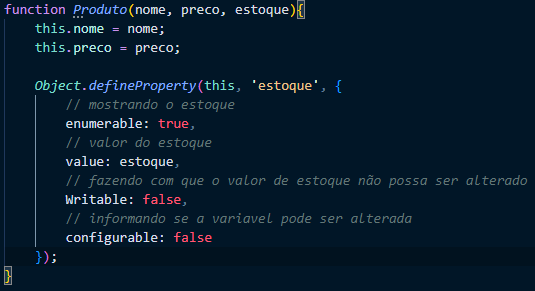 function Produto(nome, preco, estoque){
    this.nome = nome;
    this.preco = preco;

    Object.defineProperty(this, 'estoque', {
        // mostrando o estoque
        enumerable: true,
        // valor do estoque
        value: estoque,
        // fazendo com que o valor de estoque não possa ser alterado
        Writable: false,
        // informando se a variavel pode ser alterada
        configurable: false
    });
}